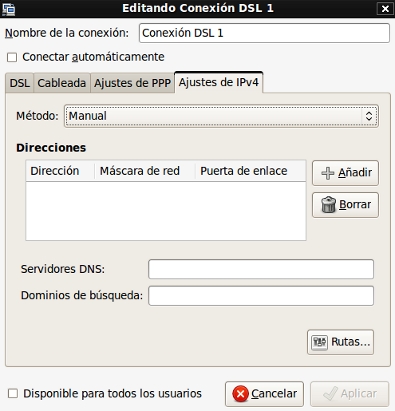 Editando Conexión DSL 1
Nombre de la conexión: Conexión DSL 1
Conectar automáticamente
DSL Cableada Ajustes de PPP Ajustes de IPv4
Método: Manual
Direcciones
Dirección Máscara de red Puerta de enlace
Añadir
Borrar
Servidores DNS:
Dominios de búsqueda:
Rutas...
Disponible para todos los usuarios
Cancelar Aplicar